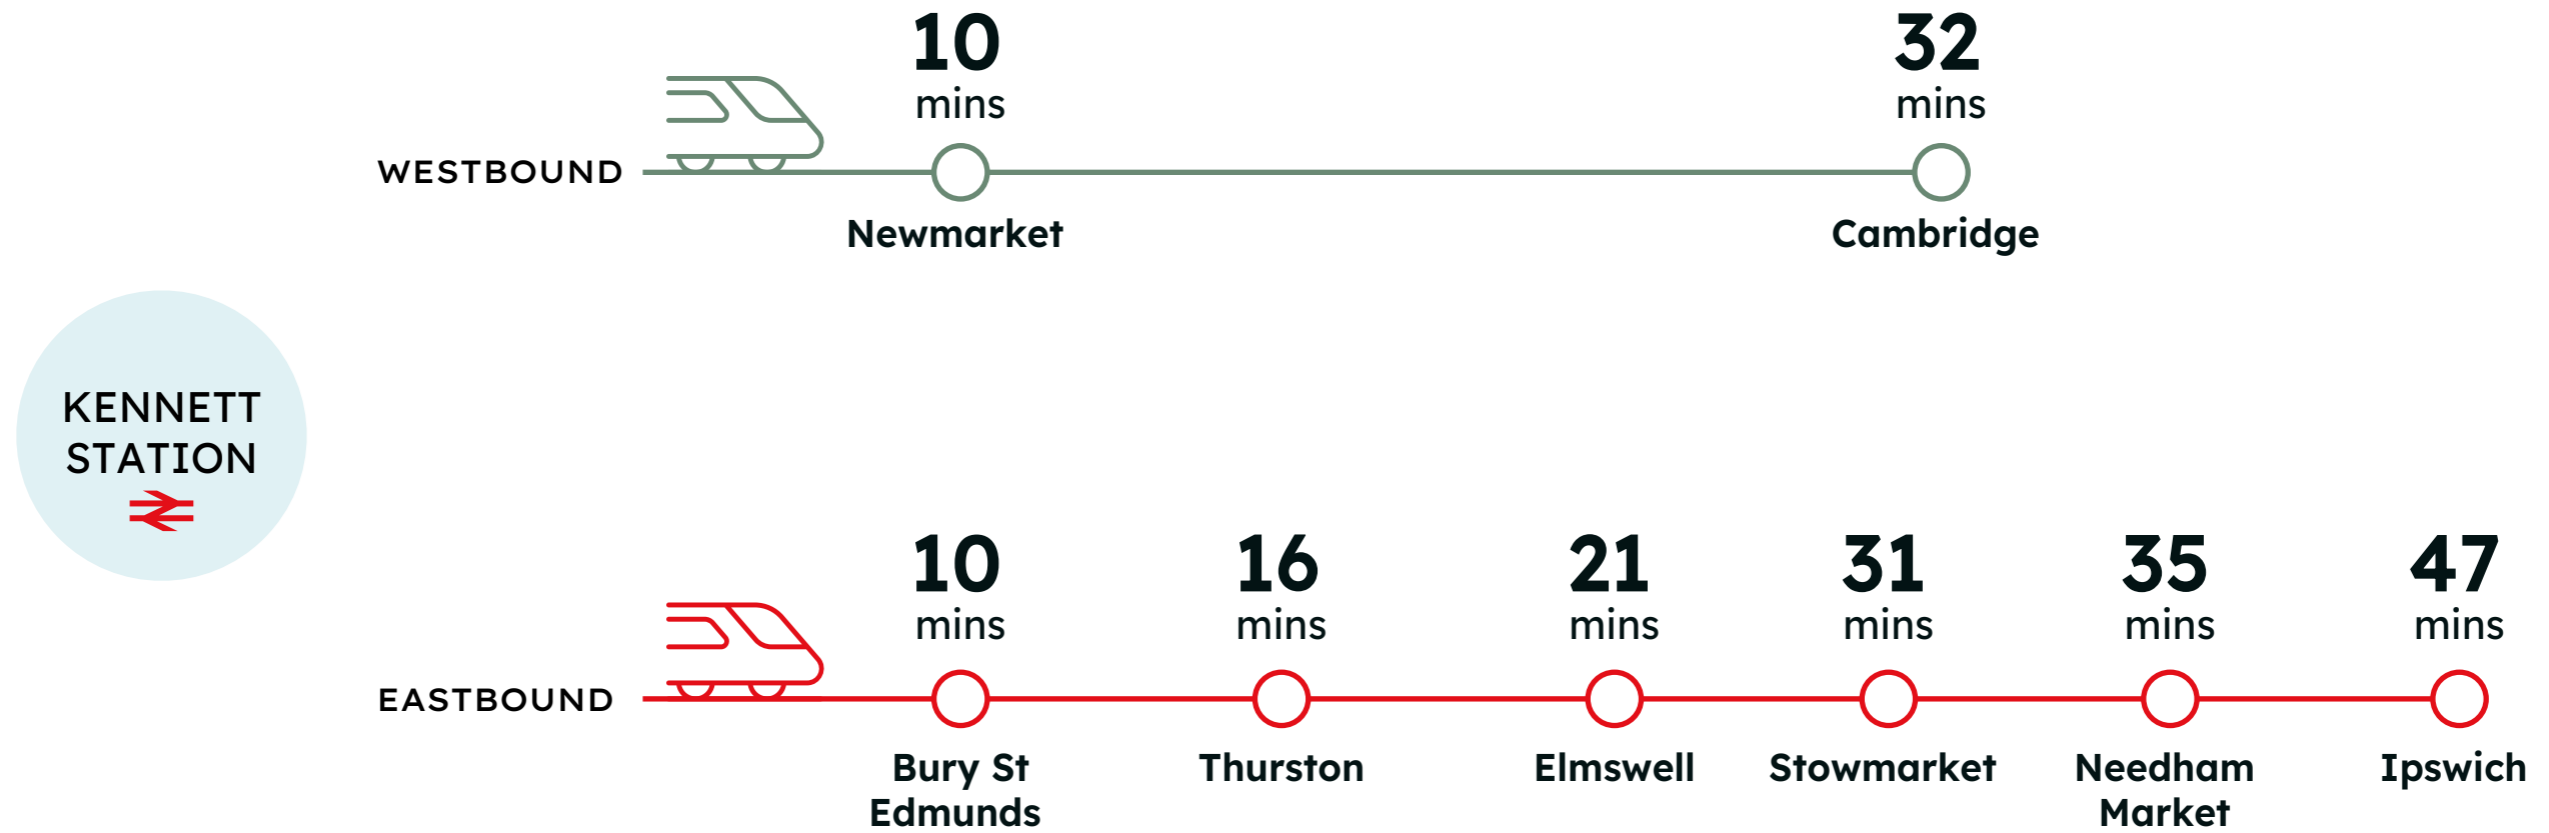 10
mins
32
mins
WESTBOUND
Newmarket
Cambridge
KENNETT
STATION
10
mins
16
mins
21
mins
31
mins
35
mins
47
mins
EASTBOUND
Bury St
Edmunds
Thurston
Elmswell
Stowmarket
Needham
Market
Ipswich